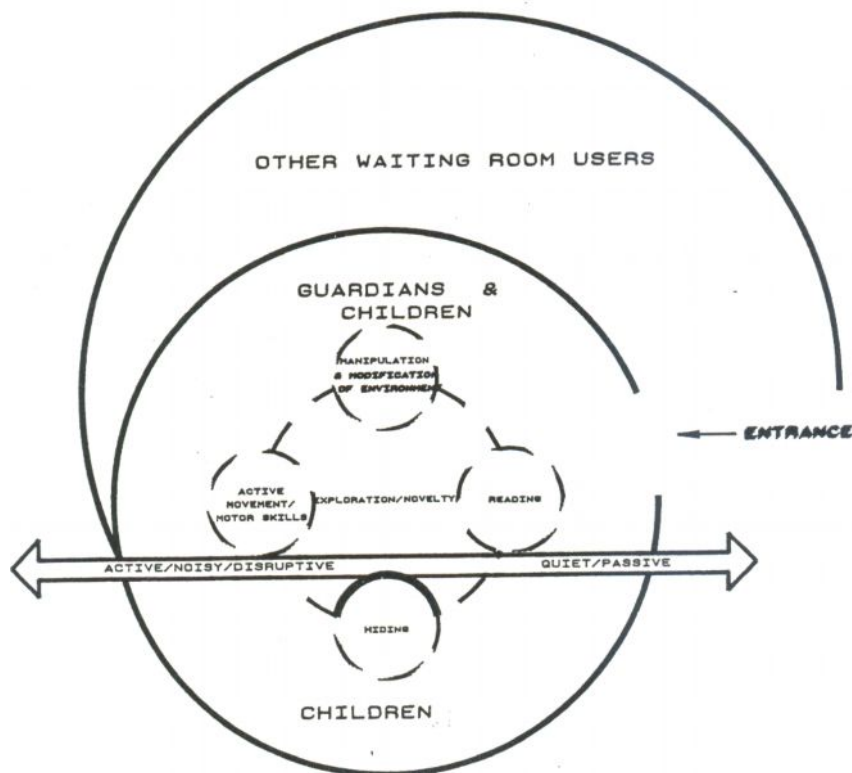 OTHER WAITING ROOM USERS
GUARDIANS &
CHILDREN
MANIPULATION
& MODIFICATION
OF ENVIRONMENT
ENTRANCE
ACTIVE
MOVEMENT/
MOTOR SKILLS
EXPLORATION/NOVELTY
READING
ACTIVE/NOISY/DISRUPTIVE
QUIET/PASSIVE
HIDING
CHILDREN